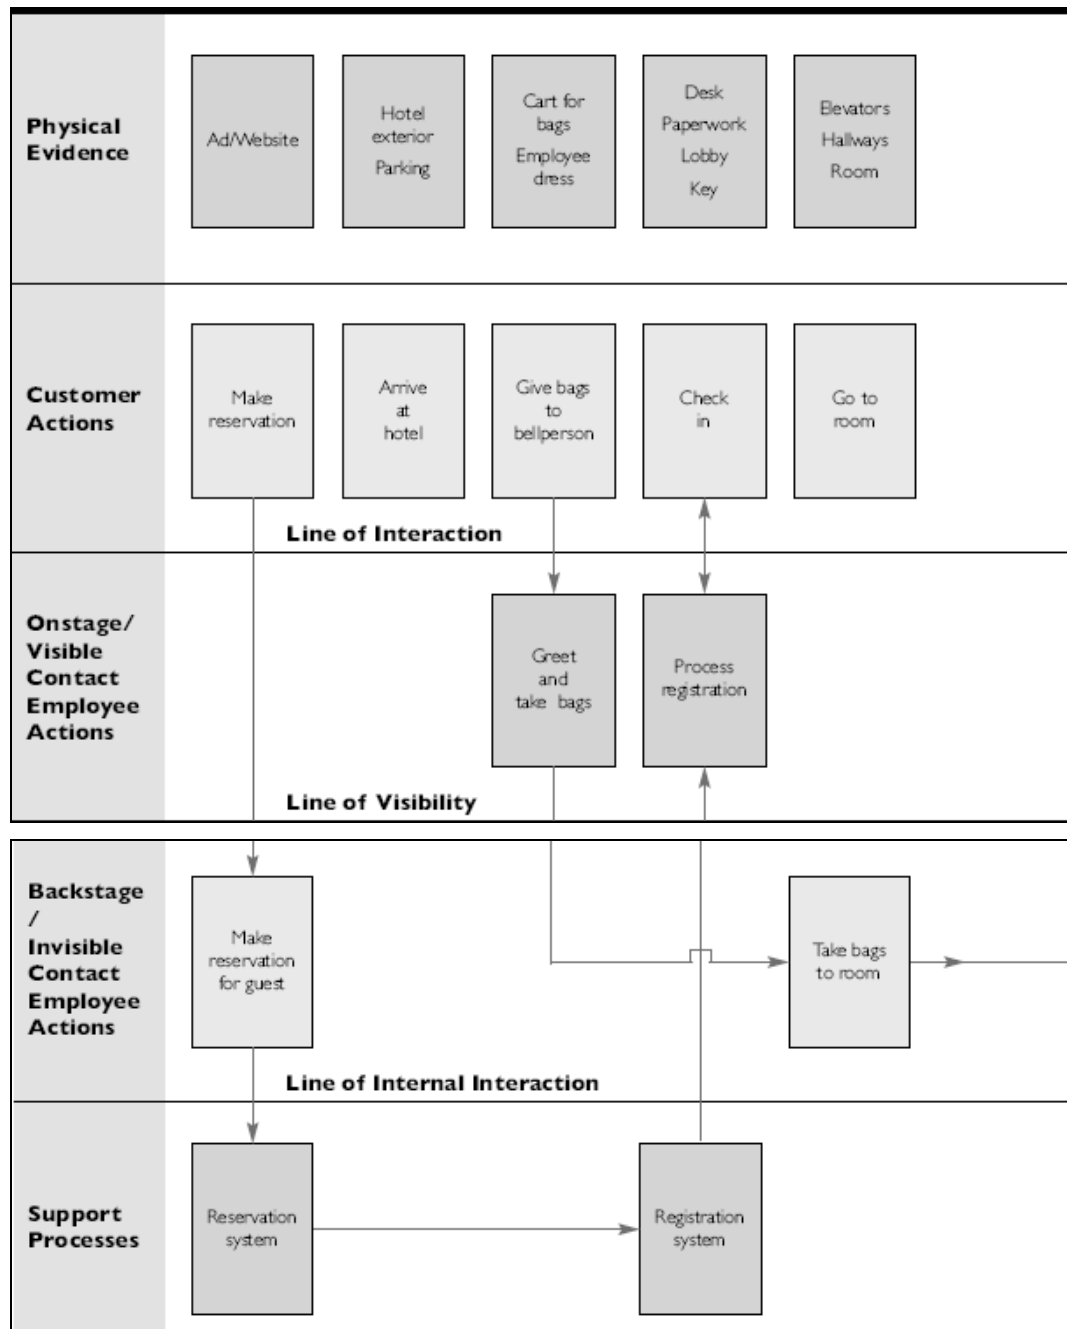 Physical
Evidence
Ad/Website
Hotel
exterior
Parking
Cart for
bags
Employee
dress
Desk
Paperwork
Lobby
Key
Elevators
Hallways
Room
Customer
Actions
Make
reservation
Arrive
at
hotel
Give bags
to
bellperson
Check
in
Go to
room
Line of Interaction
Onstage/
Visible
Contact
Employee
Actions
Greet
and
take bags
Process
registration
Line of Visibility
Backstage
/
Invisible
Contact
Employee
Actions
Make
reservation
for guest
Take bags
to room
Line of Internal Interaction
Support
Processes
Reservation
system
Registration
system